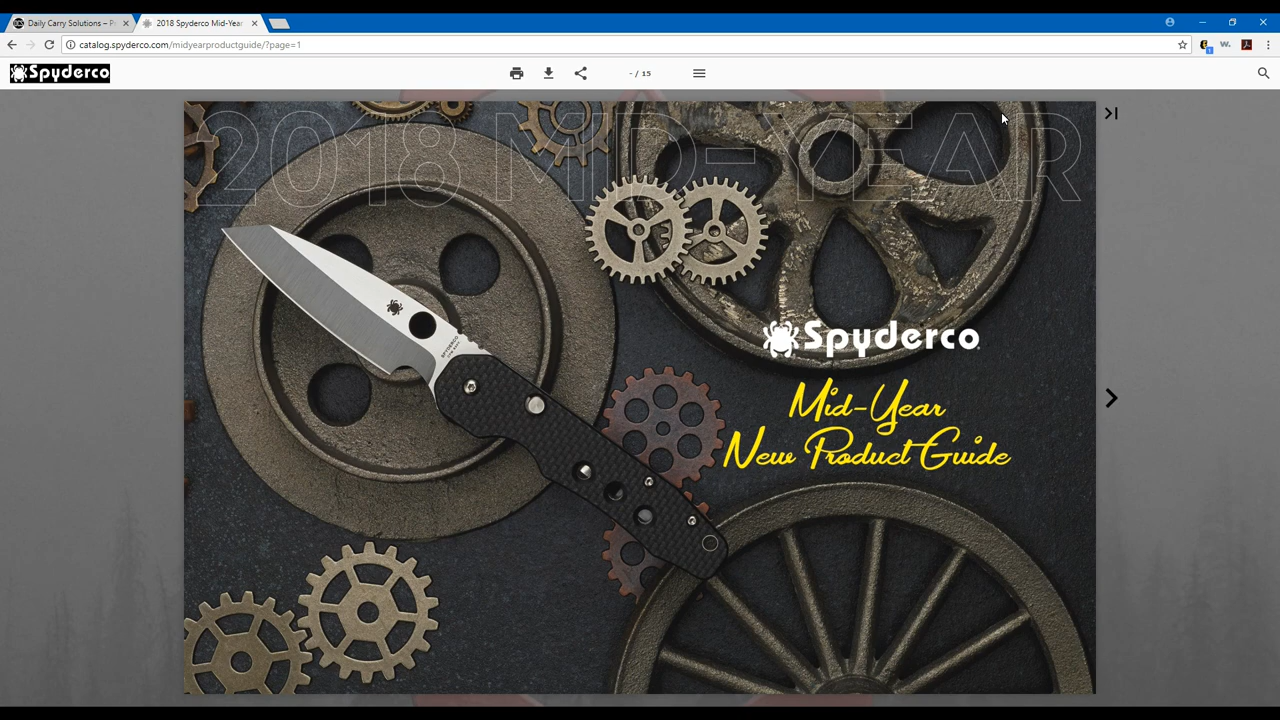 Daily Carry Solutions – P
2018 Spyderco Mid-Yea
catalog.spyderco.com/midyearproductguide/?page=1
Spyderco
- / 15
2018 MID-YEAR
Spyderco
Mid-Year
New Product Guide